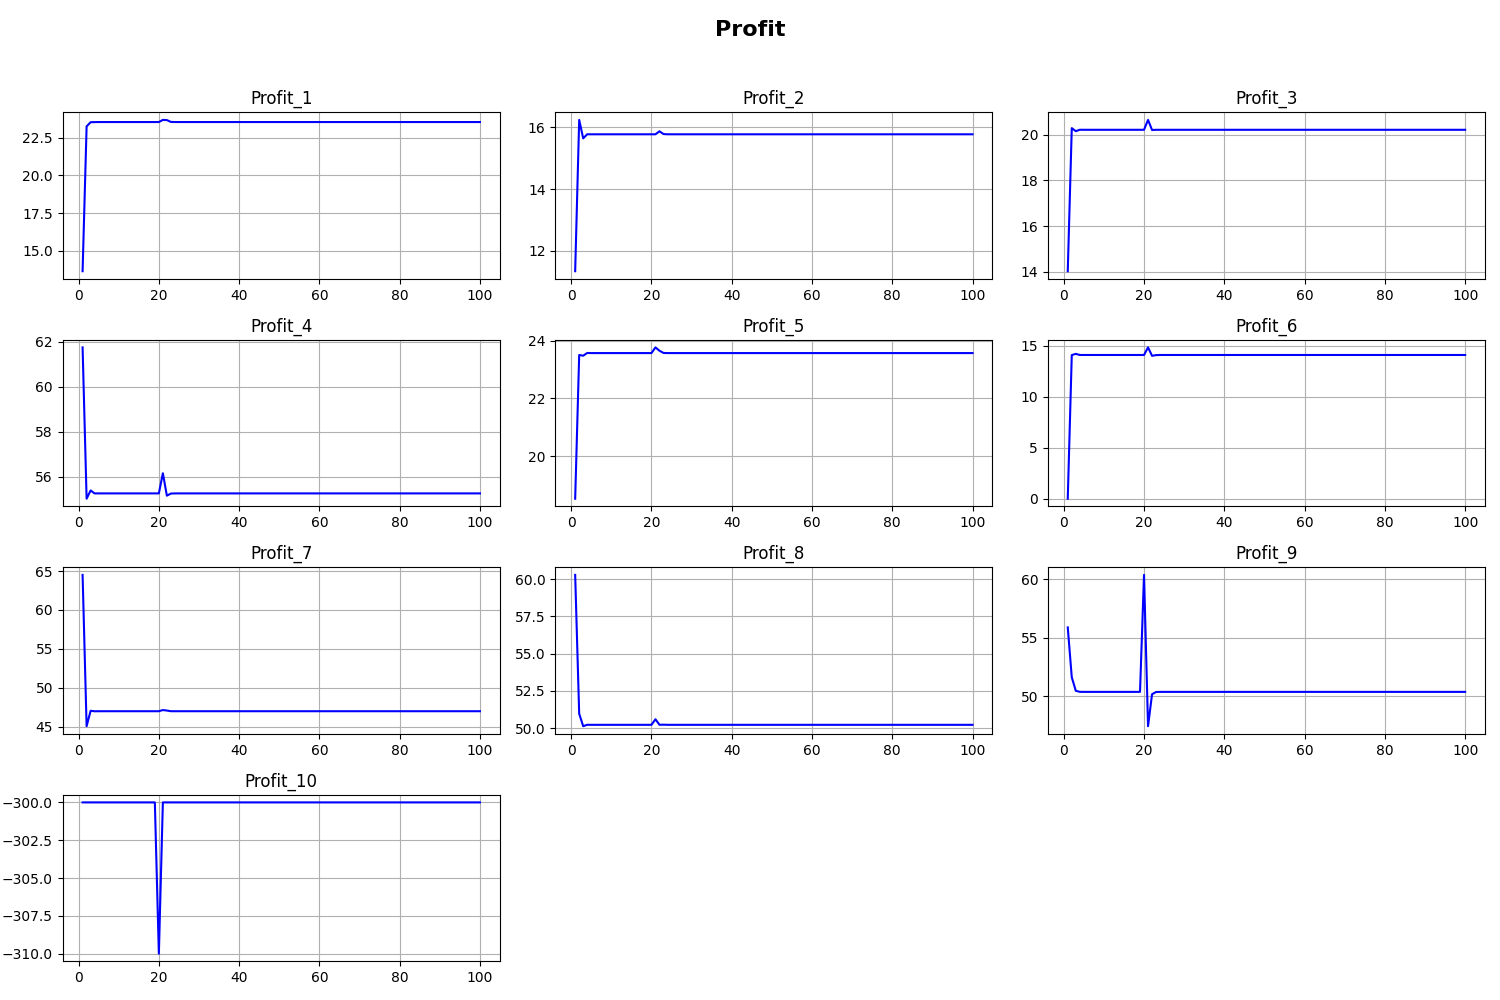 Profit
Profit_1 Profit_2 Profit_3
22.5 20.0 17.5 15.0
0 20 40 60 80 100
16 14 12
0 20 40 60 80 100
20 18 16 14
0 20 40 60 80 100
Profit_4 Profit_5 Profit_6
62 60 58 56
0 20 40 60 80 100
24 22 20
0 20 40 60 80 100
15 10 5 0
0 20 40 60 80 100
Profit_7 Profit_8 Profit_9
65 60 55 50 45
0 20 40 60 80 100
60.0 57.5 55.0 52.5 50.0
0 20 40 60 80 100
60 55 50
0 20 40 60 80 100
Profit_10
−300.0 −302.5 −305.0 −307.5 −310.0
0 20 40 60 80 100